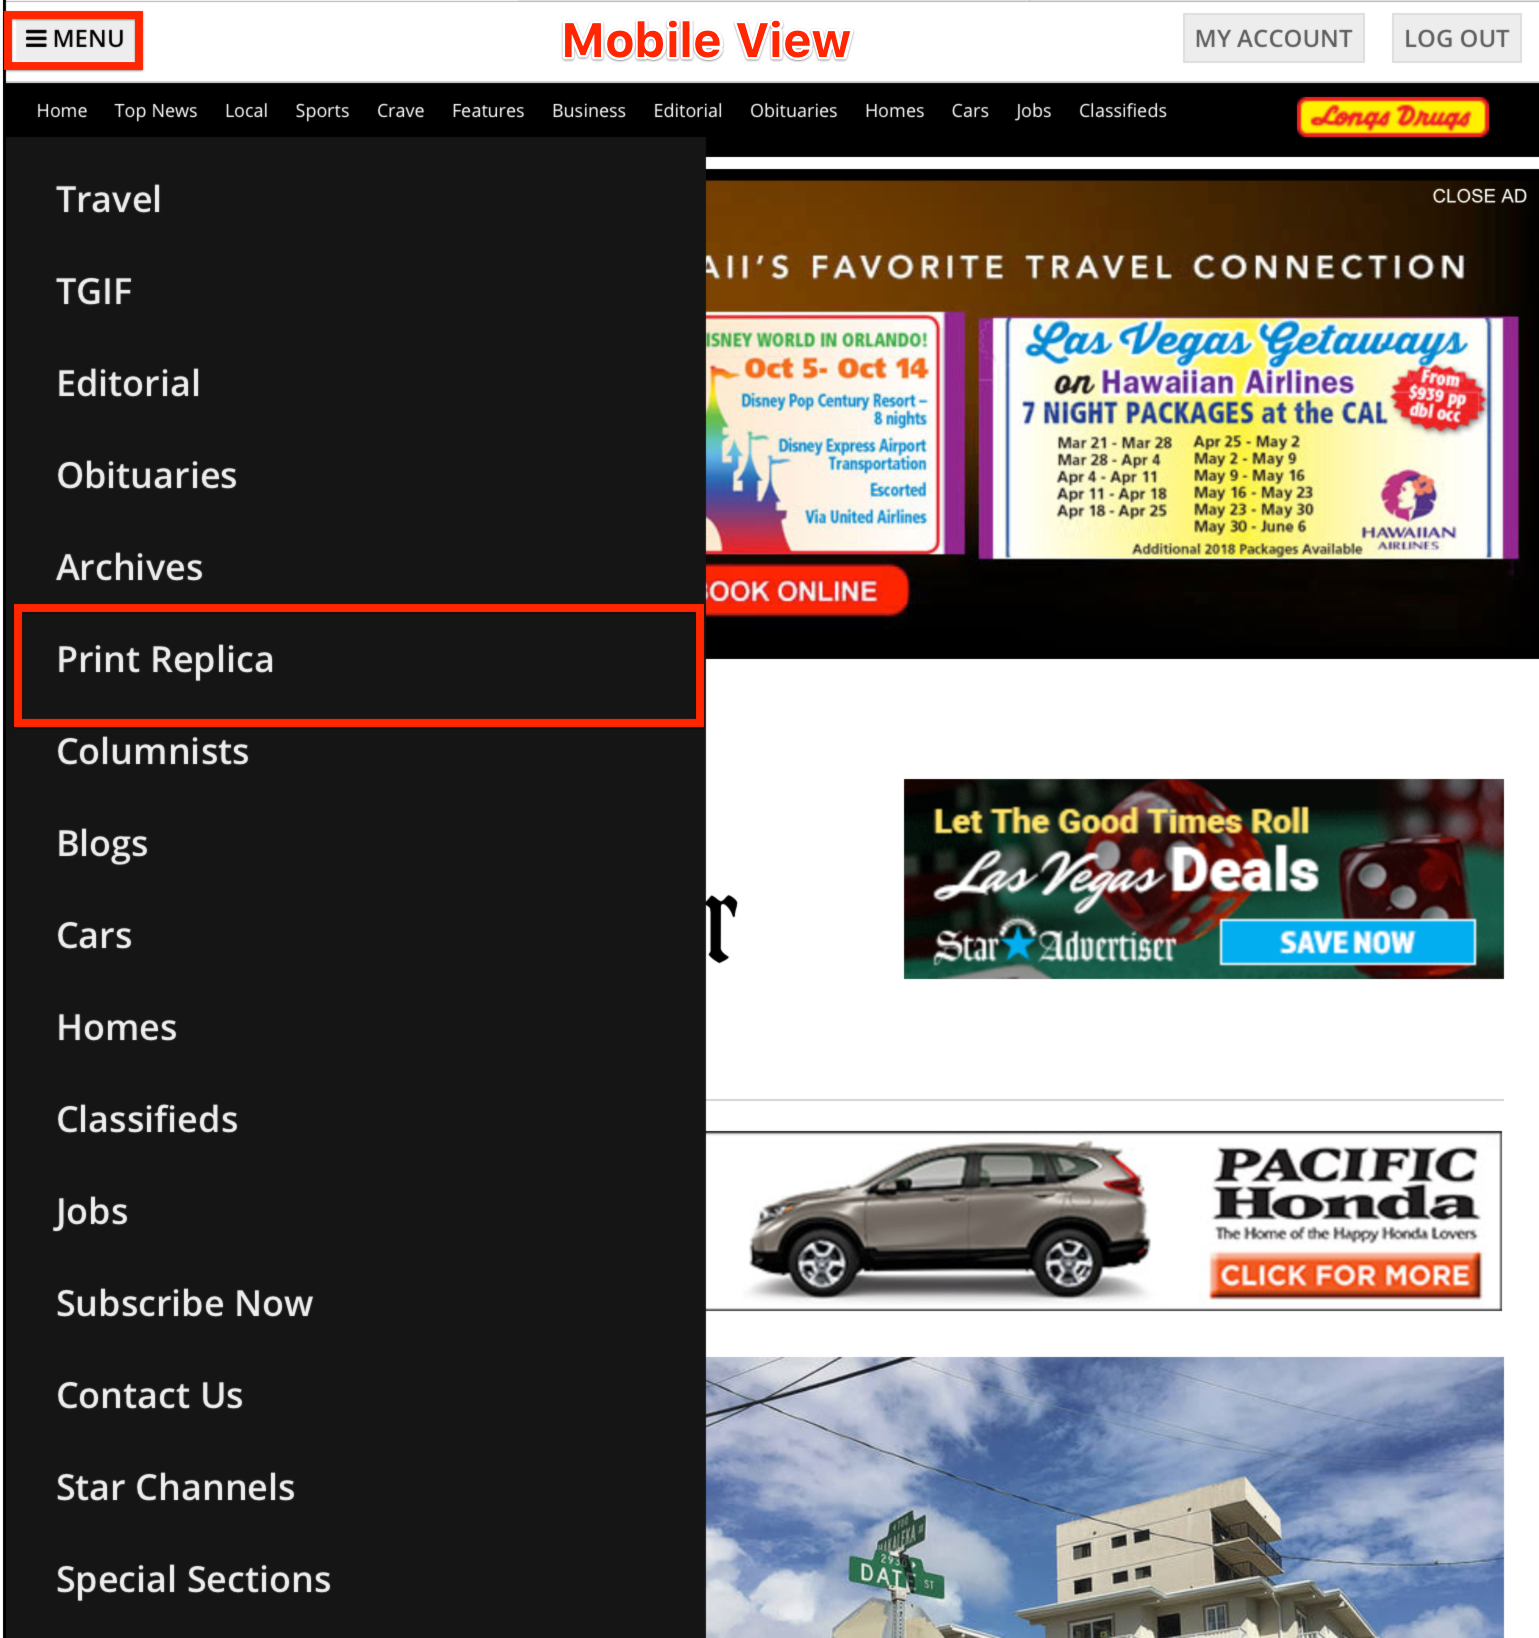 MENU
Mobile View
MY ACCOUNT
LOG OUT
Home Top News Local Sports Crave Features Business Editorial Obituaries Homes Cars Jobs Classifieds
Longs Drugs
Travel
TGIF
Editorial
Obituaries
Archives
Print Replica
Columnists
Blogs
Cars
Homes
Classifieds
Jobs
Subscribe Now
Contact Us
Star Channels
Special Sections
CLOSE AD
AII'S FAVORITE TRAVEL CONNECTION
ISNEY WORLD IN ORLANDO!
Oct 5- Oct 14
Disney Pop Century Resort –
8 nights
Disney Express Airport
Transportation
Escorted
Via United Airlines
Las Vegas Getaways
on Hawaiian Airlines
7 NIGHT PACKAGES at the CAL
From
$939 pp
dbl occ
Mar 21 - Mar 28
Mar 28 - Apr 4
Apr 4 - Apr 11
Apr 11 - Apr 18
Apr 18 - Apr 25
Apr 25 - May 2
May 2 - May 9
May 9 - May 16
May 16 - May 23
May 23 - May 30
May 30 - June 6
HAWAIIAN
AIRLINES
Additional 2018 Packages Available
OOK ONLINE
r
Let The Good Times Roll
Las Vegas Deals
Star Advertiser
SAVE NOW
PACIFIC
Honda
The Home of the Happy Honda Lovers
CLICK FOR MORE
2930
DATE ST